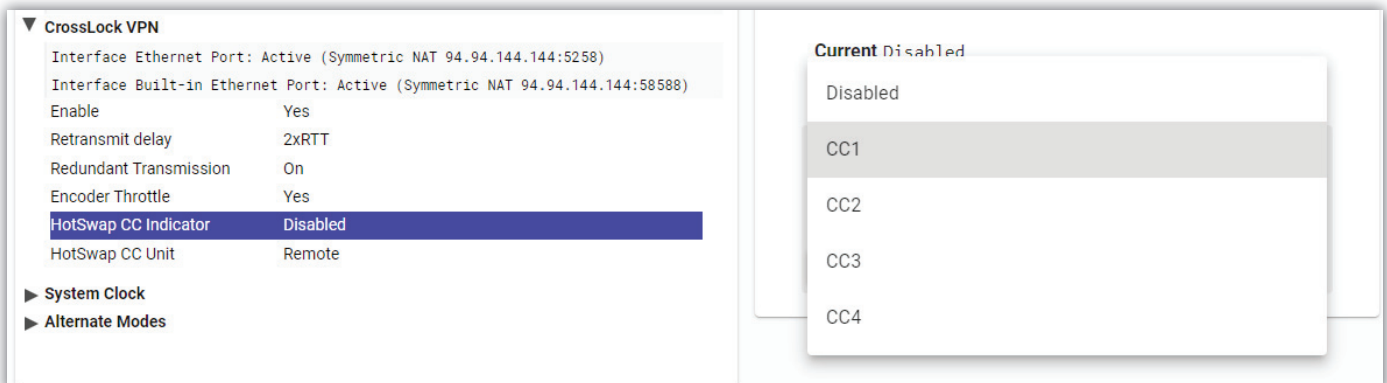 ▼ CrossLock VPN
Interface Ethernet Port: Active (Symmetric NAT 94.94.144.144:5258)
Interface Built-in Ethernet Port: Active (Symmetric NAT 94.94.144.144:58588)
Enable Yes
Retransmit delay 2xRTT
Redundant Transmission On
Encoder Throttle Yes
HotSwap CC Indicator Disabled
HotSwap CC Unit Remote
▶ System Clock
▶ Alternate Modes
Current Disabled
Disabled
CC1
CC2
CC3
CC4